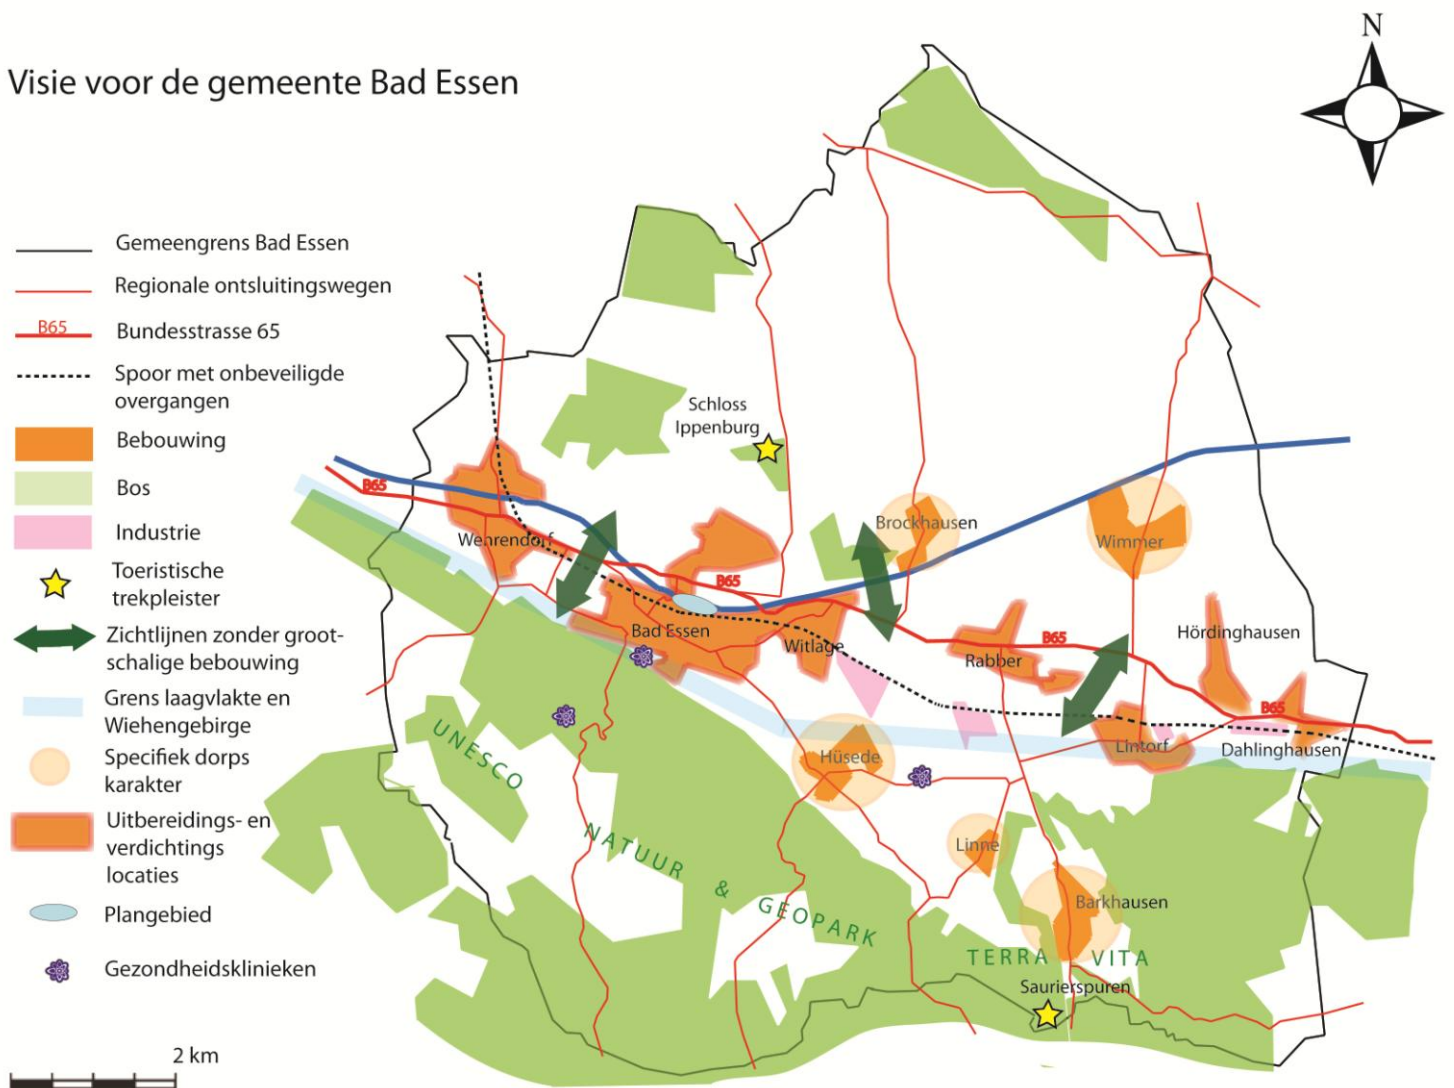 N
Visie voor de gemeente Bad Essen
Gemeengrens Bad Essen
Regionale ontsluitingswegen
B65
Bundesstrasse 65
Spoor met onbeveiligde
overgangen
Bebouwing
Bos
Industrie
Toeristische
trekpleister
Zichtlijnen zonder groot-
schalige bebouwing
Grens laagvlakte en
Wiehengebirge
Specifiek dorps
karakter
Uitbereidings- en
verdichtings
locaties
Plangebied
Gezondheidsklinieken
2 km
Schloss
Ippenburg
B65
Wehrendorf
Brockhausen
Wimmer
B65
Bad Essen
Witlage
Rabber
B65
Hördinghausen
B65
Lintorf
Dahlinghausen
Hüsede
Linne
Barkhausen
UNESCO
NATUUR & GEOPARK
TERRA VITA
Saurierspuren